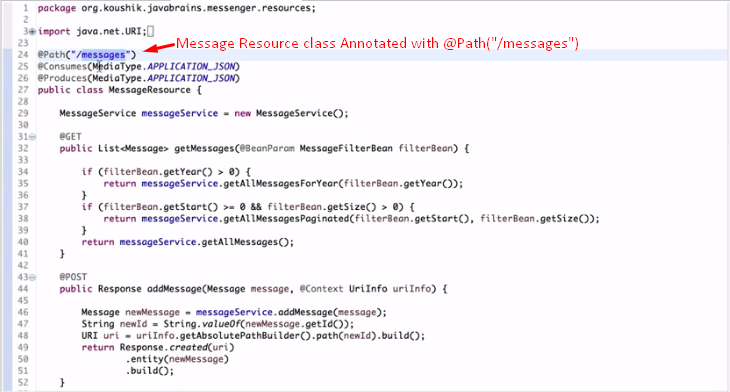 1 package org.koushik.javabrains.messenger.resources;
2
3 import java.net.URI;
23
24 @Path("/messages") Message Resource class Annotated with @Path("/messages")
25 @Consumes(MediaType.APPLICATION_JSON)
26 @Produces(MediaType.APPLICATION_JSON)
27 public class MessageResource {
28
29 MessageService messageService = new MessageService();
30
31 @GET
32 public List<Message> getMessages(@BeanParam MessageFilterBean filterBean) {
33
34 if (filterBean.getYear() > 0) {
35 return messageService.getAllMessagesForYear(filterBean.getYear());
36 }
37 if (filterBean.getStart() >= 0 && filterBean.getSize() > 0) {
38 return messageService.getAllMessagesPaginated(filterBean.getStart(), filterBean.getSize());
39 }
40 return messageService.getAllMessages();
41 }
42
43 @POST
44 public Response addMessage(Message message, @Context UriInfo uriInfo) {
45
46 Message newMessage = messageService.addMessage(message);
47 String newId = String.valueOf(newMessage.getId());
48 URI uri = uriInfo.getAbsolutePathBuilder().path(newId).build();
49 return Response.created(uri)
50 .entity(newMessage)
51 .build();
52 }